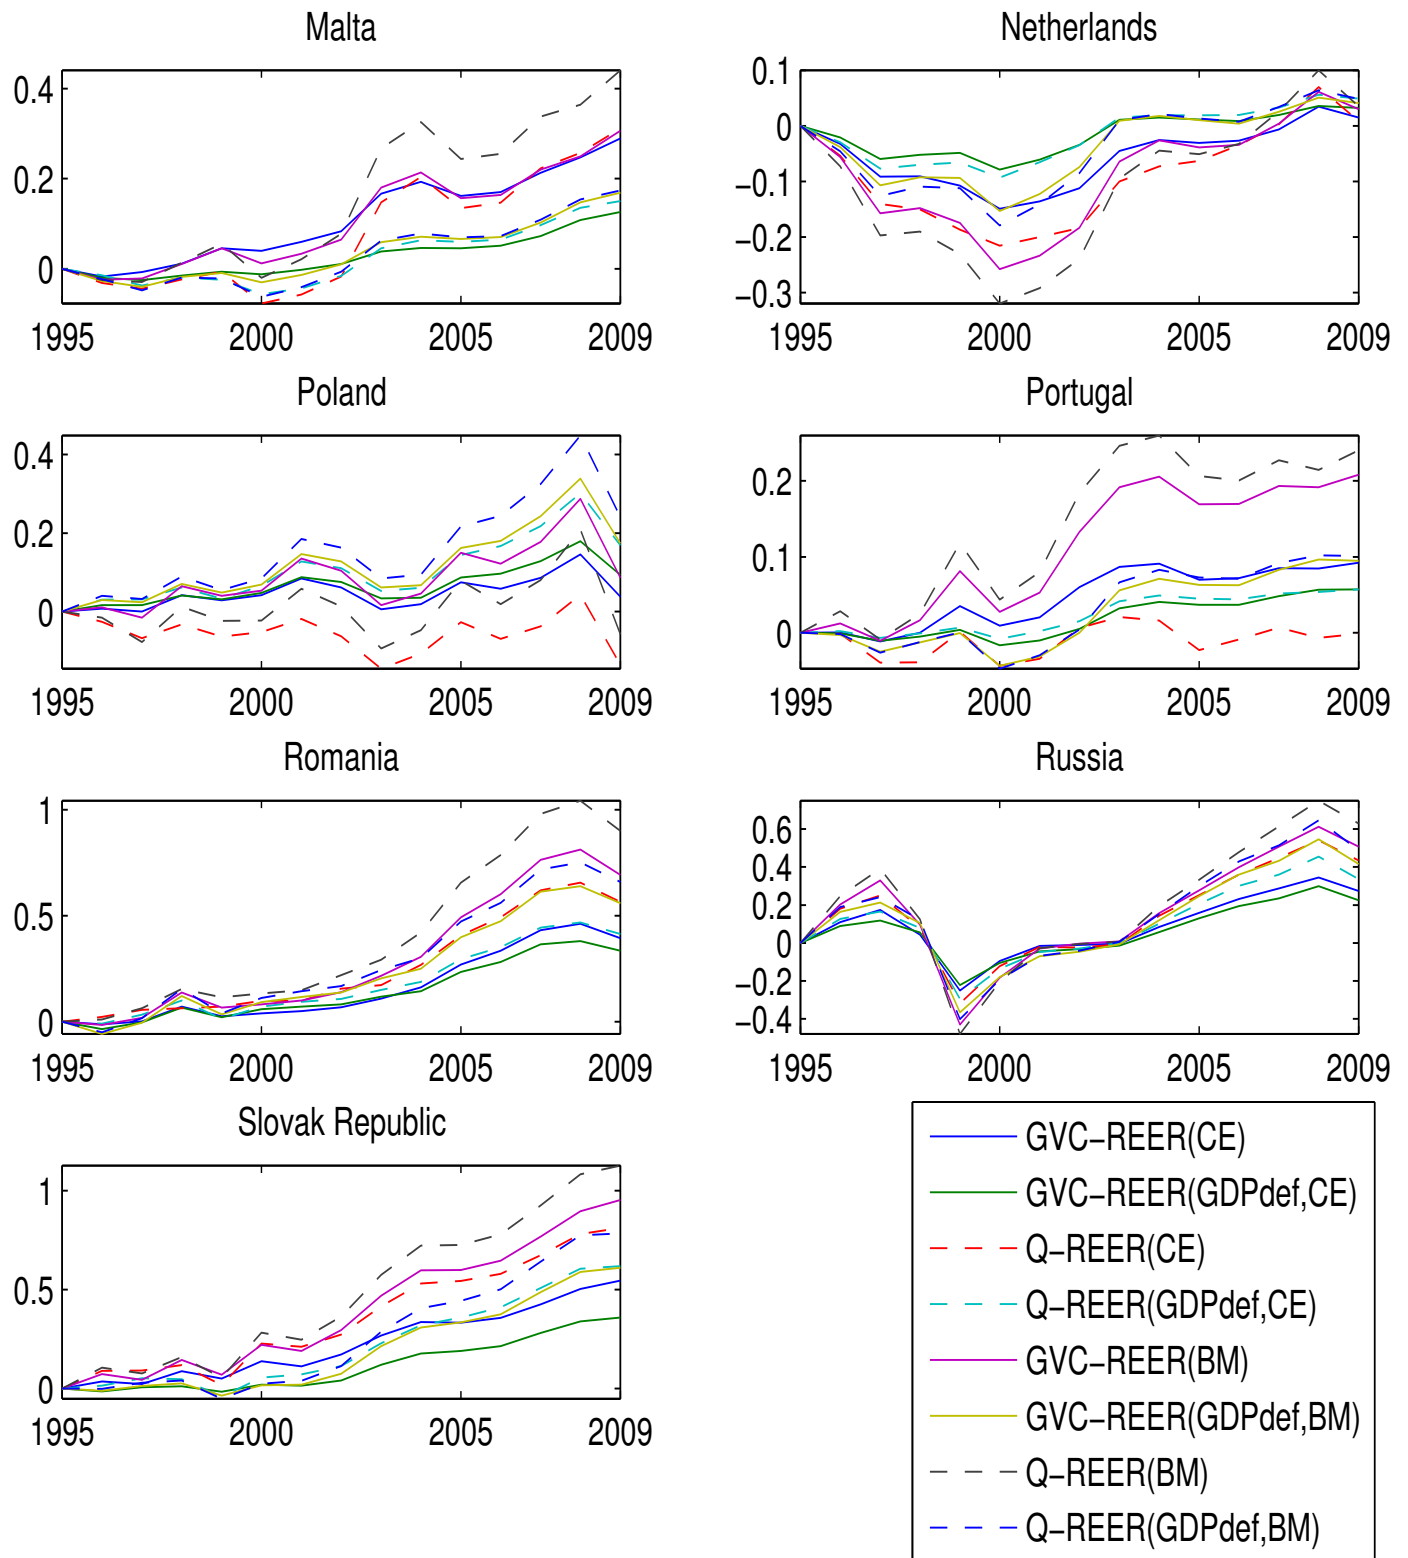 Malta
Netherlands
0.4
0.2
0
1995 2000 2005 2009
0.1
0
−0.1
−0.2
−0.3
1995 2000 2005 2009
Poland
Portugal
0.4
0.2
0
1995 2000 2005 2009
0.2
0.1
0
1995 2000 2005 2009
Romania
Russia
1
0.5
0
1995 2000 2005 2009
0.6
0.4
0.2
0
−0.2
−0.4
1995 2000 2005 2009
Slovak Republic
1
0.5
0
1995 2000 2005 2009
GVC−REER(CE)
GVC−REER(GDPdef,CE)
Q−REER(CE)
Q−REER(GDPdef,CE)
GVC−REER(BM)
GVC−REER(GDPdef,BM)
Q−REER(BM)
Q−REER(GDPdef,BM)